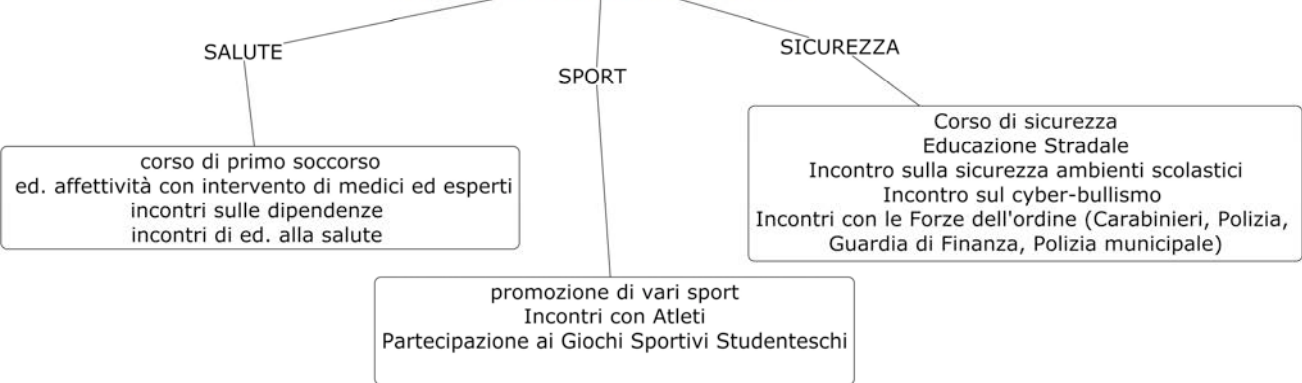 SALUTE
corso di primo soccorso
ed. affettività con intervento di medici ed esperti
incontri sulle dipendenze
incontri di ed. alla salute
SPORT
promozione di vari sport
Incontri con Atleti
Partecipazione ai Giochi Sportivi Studenteschi
SICUREZZA
Corso di sicurezza
Educazione Stradale
Incontro sulla sicurezza ambienti scolastici
Incontro sul cyber-bullismo
Incontri con le Forze dell'ordine (Carabinieri, Polizia,
Guardia di Finanza, Polizia municipale)